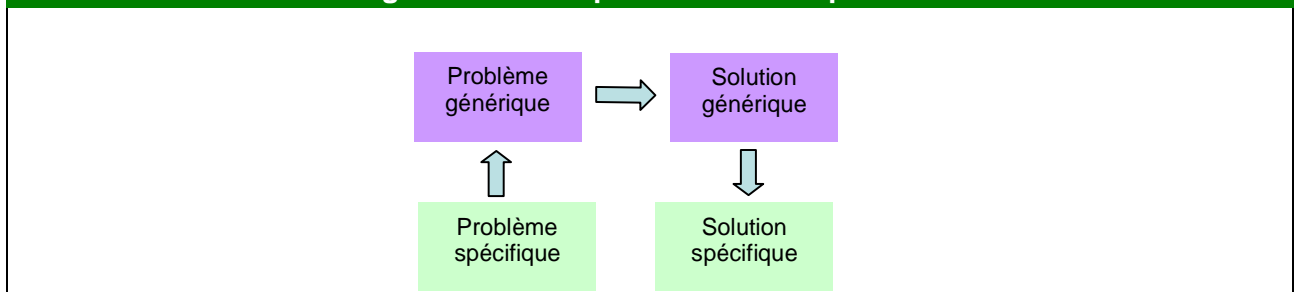 Problème
générique
Solution
générique
Problème
spécifique
Solution
spécifique